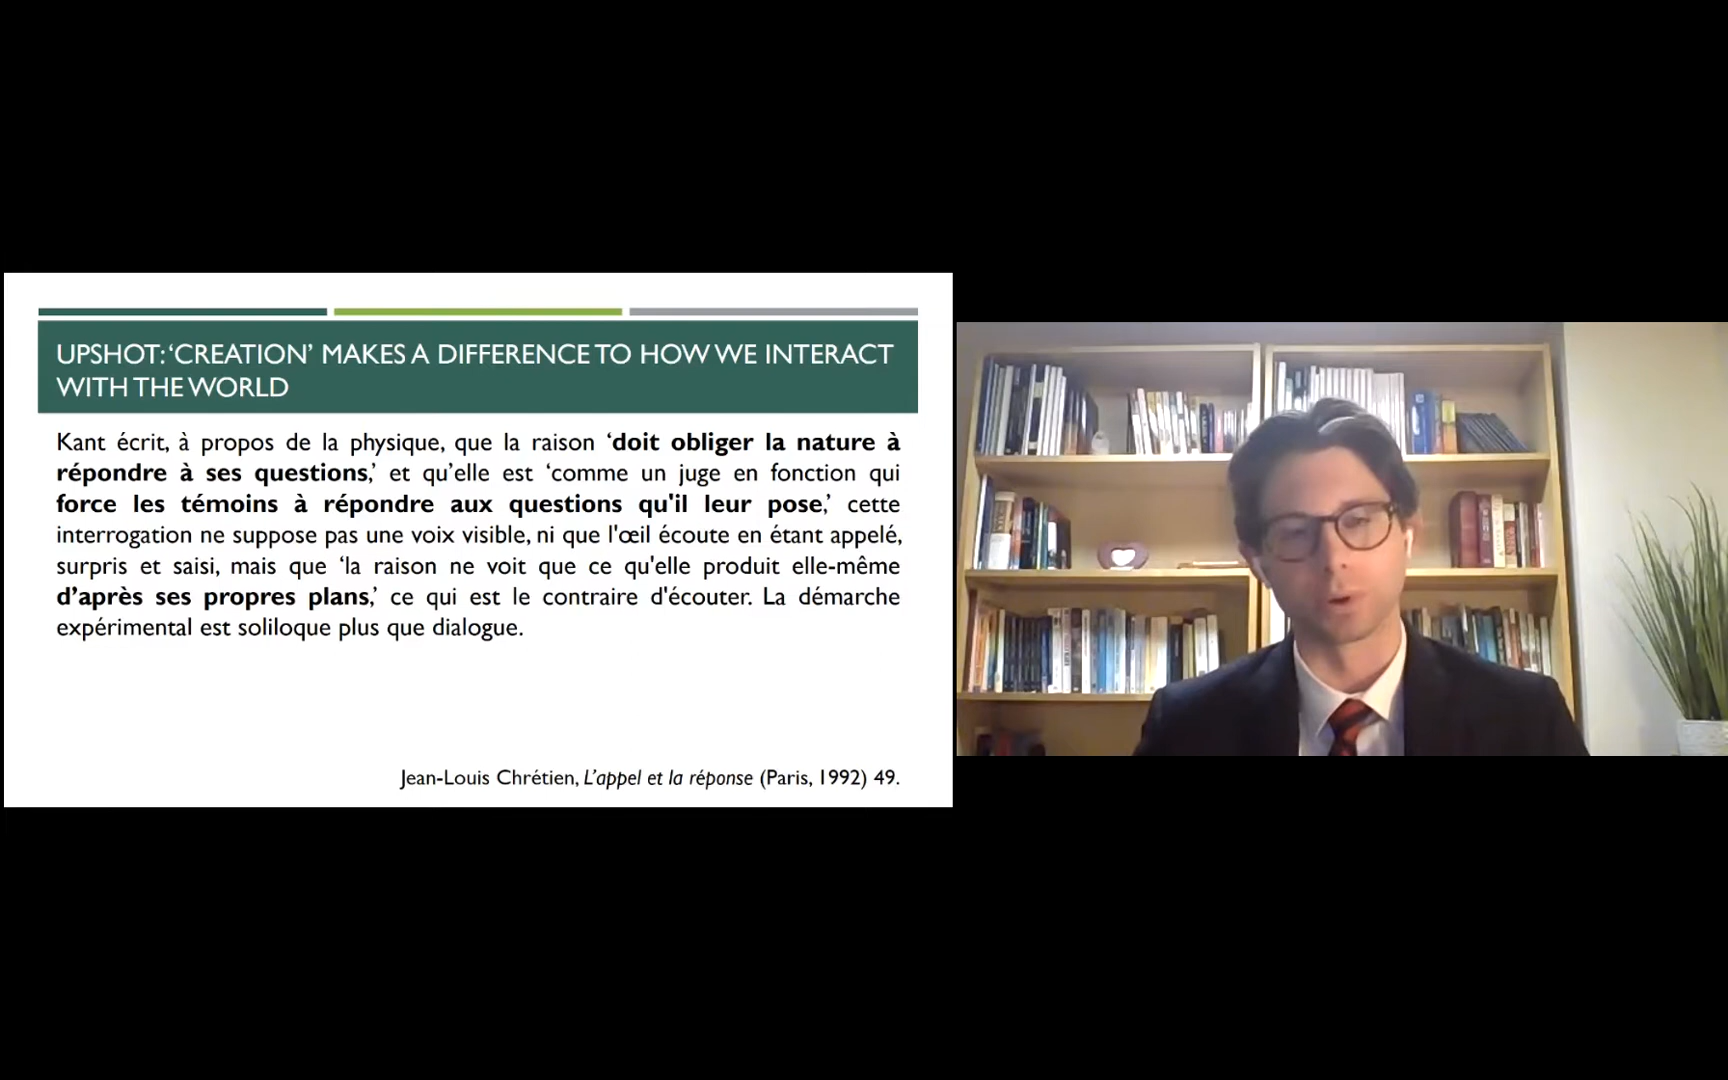 UPSHOT: ‘CREATION’ MAKES A DIFFERENCE TO HOW WE INTERACT
WITH THE WORLD
Kant écrit, à propos de la physique, que la raison ‘doit obliger la nature à
répondre à ses questions,’ et qu’elle est ‘comme un juge en fonction qui
force les témoins à répondre aux questions qu'il leur pose,’ cette
interrogation ne suppose pas une voix visible, ni que l'œil écoute en étant appelé,
surpris et saisi, mais que ‘la raison ne voit que ce qu'elle produit elle-même
d’après ses propres plans,’ ce qui est le contraire d'écouter. La démarche
expérimental est soliloque plus que dialogue.
Jean-Louis Chrétien, L’appel et la réponse (Paris, 1992) 49.